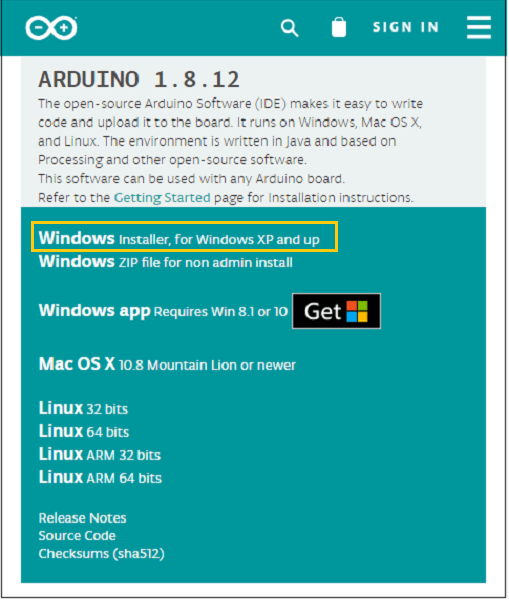 SIGN IN
ARDUINO 1.8.12
The open-source Arduino Software (IDE) makes it easy to write
code and upload it to the board. It runs on Windows, Mac OS X,
and Linux. The environment is written in Java and based on
Processing and other open-source software.
This software can be used with any Arduino board.
Refer to the Getting Started page for Installation instructions.
Windows Installer, for Windows XP and up
Windows ZIP file for non admin install
Windows app Requires Win 8.1 or 10 Get
Mac OS X 10.8 Mountain Lion or newer
Linux 32 bits
Linux 64 bits
Linux ARM 32 bits
Linux ARM 64 bits
Release Notes
Source Code
Checksums (sha512)